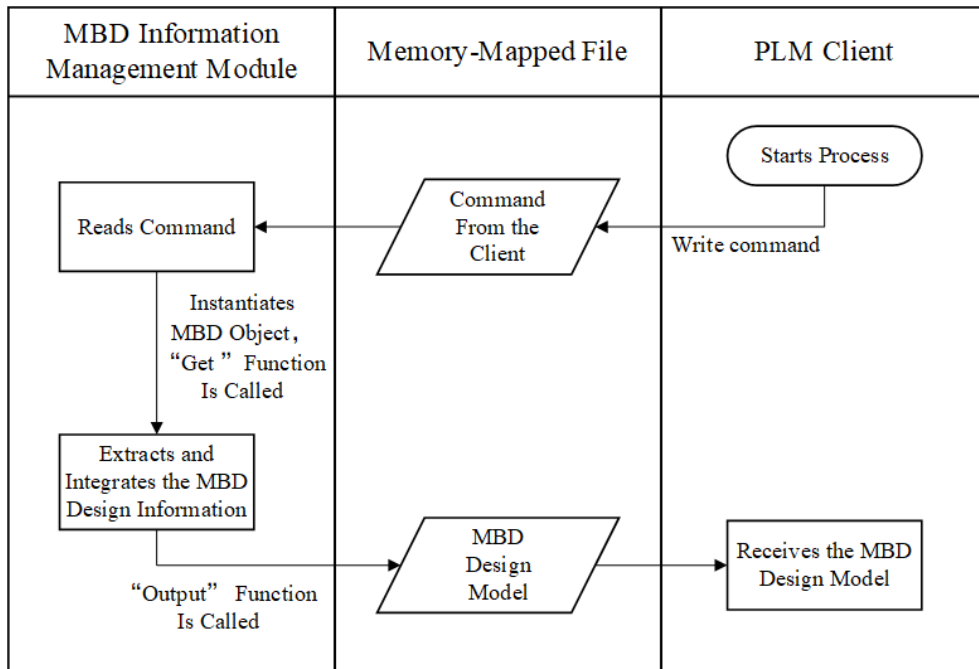 MBD Information
Management Module
Memory-Mapped File
PLM Client
Starts Process
Command
From the
Client
Reads Command
Write command
Instantiates
MBD Object，
“Get ” Function
Is Called
Extracts and
Integrates the MBD
Design Information
MBD
Design
Model
Receives the MBD
Design Model
“Output” Function
Is Called